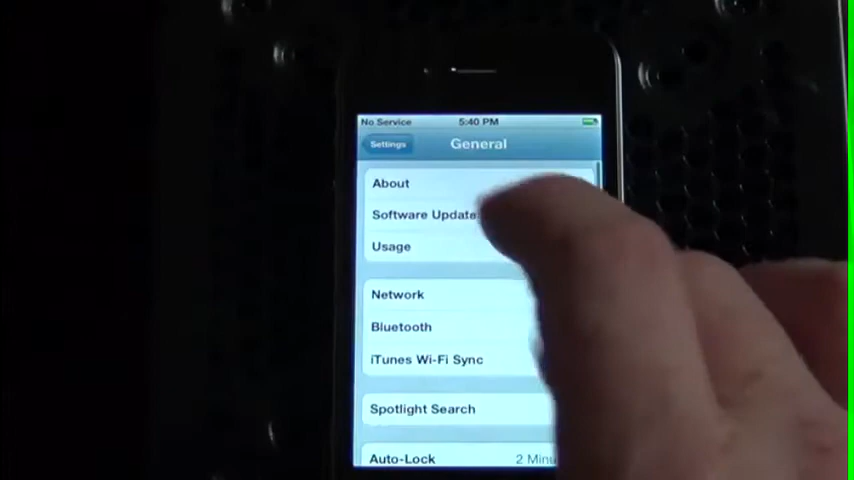 No Service 5:40 PM
Settings General
About
Software Update
Usage
Network
Bluetooth
iTunes Wi-Fi Sync
Spotlight Search
Auto-Lock 2